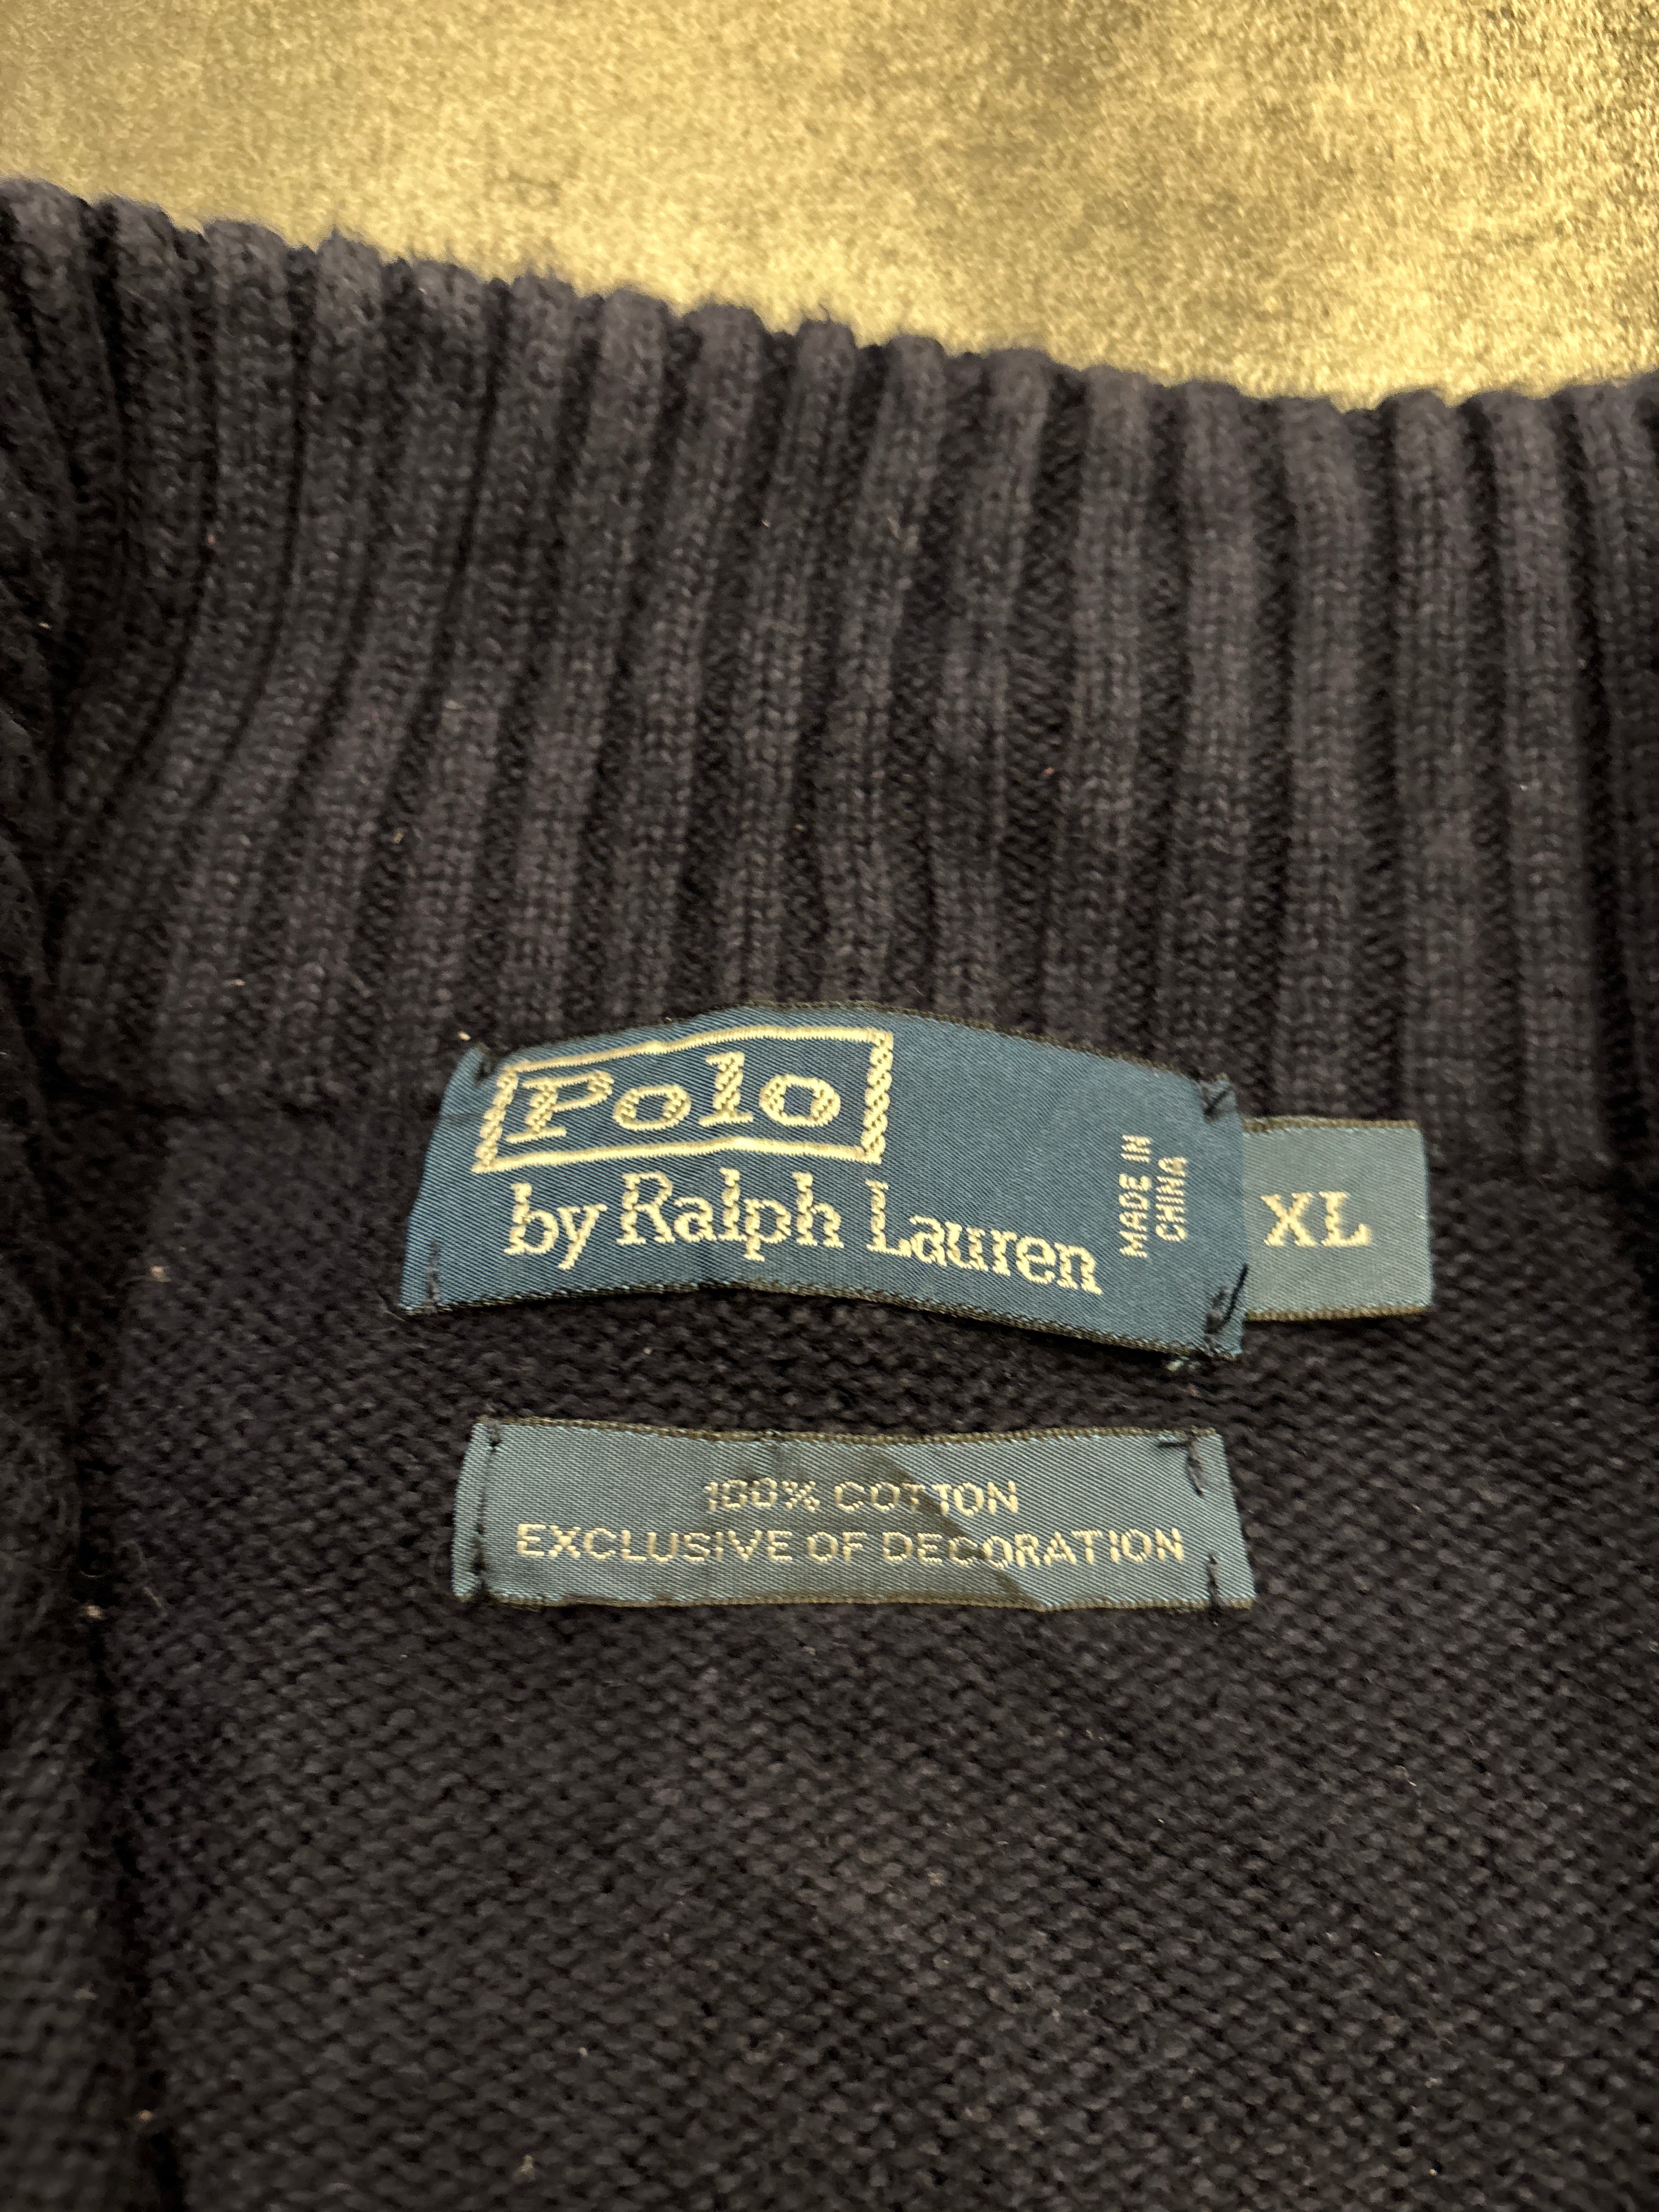 Polo
by Ralph Lauren
MADE IN
CHINA
XL
100% COTTON
EXCLUSIVE OF DECORATION